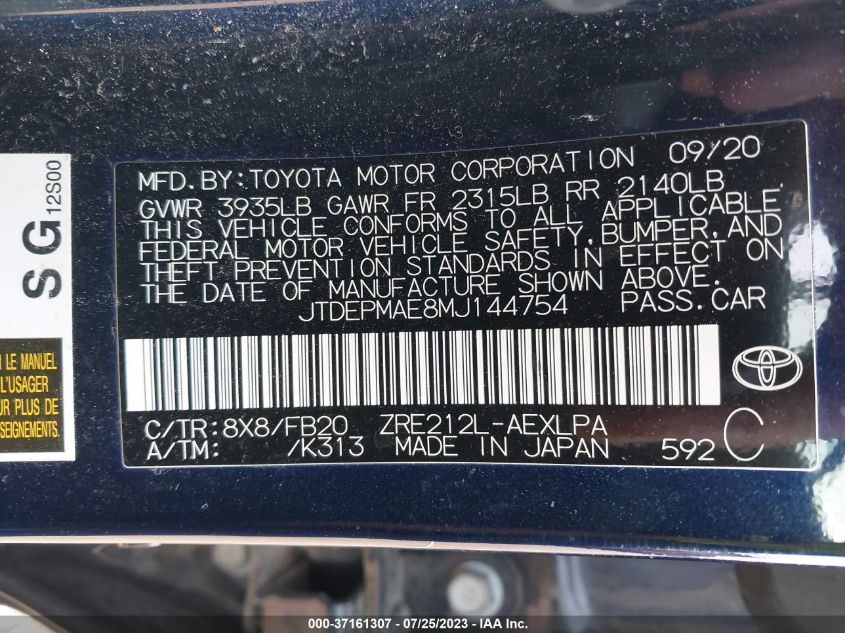 MFD.BY:TOYOTA MOTOR CORPORATION 09/20
GVWR 3935LB GAWR FR 2315LB RR 2140LB
THIS VEHICLE CONFORMS TO ALL APPLICABLE
FEDERAL MOTOR VEHICLE SAFETY,BUMPER,AND
THEFT PREVENTION STANDARDS IN EFFECT ON
THE DATE OF MANUFACTURE SHOWN ABOVE.
JTDEPMAE8MJ144754 PASS.CAR
C/TR:8X8/FB20 ZRE212L-AEXLPA
A/TM: /K313 MADE IN JAPAN 592 C
SG 12S00
LE MANUEL
L'USAGER
UR PLUS DE
SEIGNEMENTS.
000-37161307 - 07/25/2023 - IAA Inc.